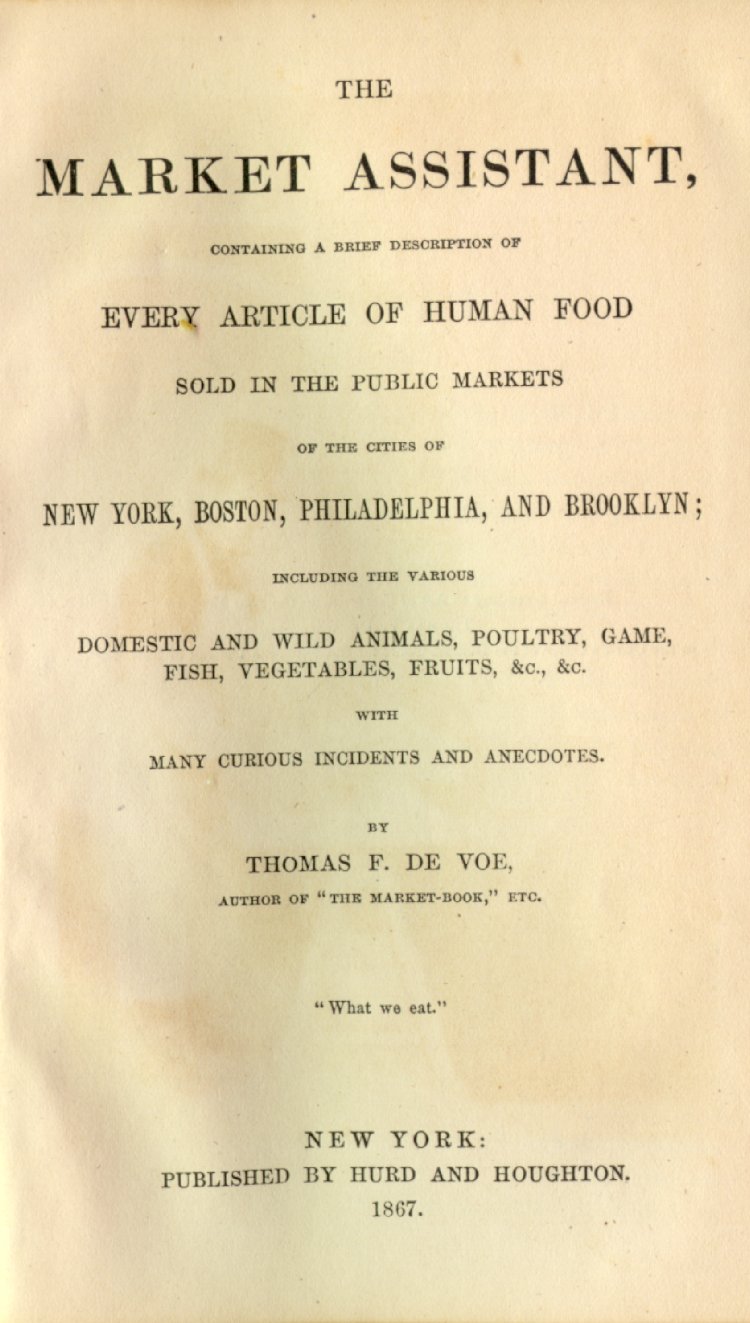 THE
MARKET ASSISTANT,
CONTAINING A BRIEF DESCRIPTION OF
EVERY ARTICLE OF HUMAN FOOD
SOLD IN THE PUBLIC MARKETS
OF THE CITIES OF
NEW YORK, BOSTON, PHILADELPHIA, AND BROOKLYN;
INCLUDING THE VARIOUS
DOMESTIC AND WILD ANIMALS, POULTRY, GAME,
FISH, VEGETABLES, FRUITS, &C., &C.
WITH
MANY CURIOUS INCIDENTS AND ANECDOTES.
BY
THOMAS F. DE VOE,
AUTHOR OF "THE MARKET-BOOK," ETC.
"What we eat."
NEW YORK:
PUBLISHED BY HURD AND HOUGHTON.
1867.